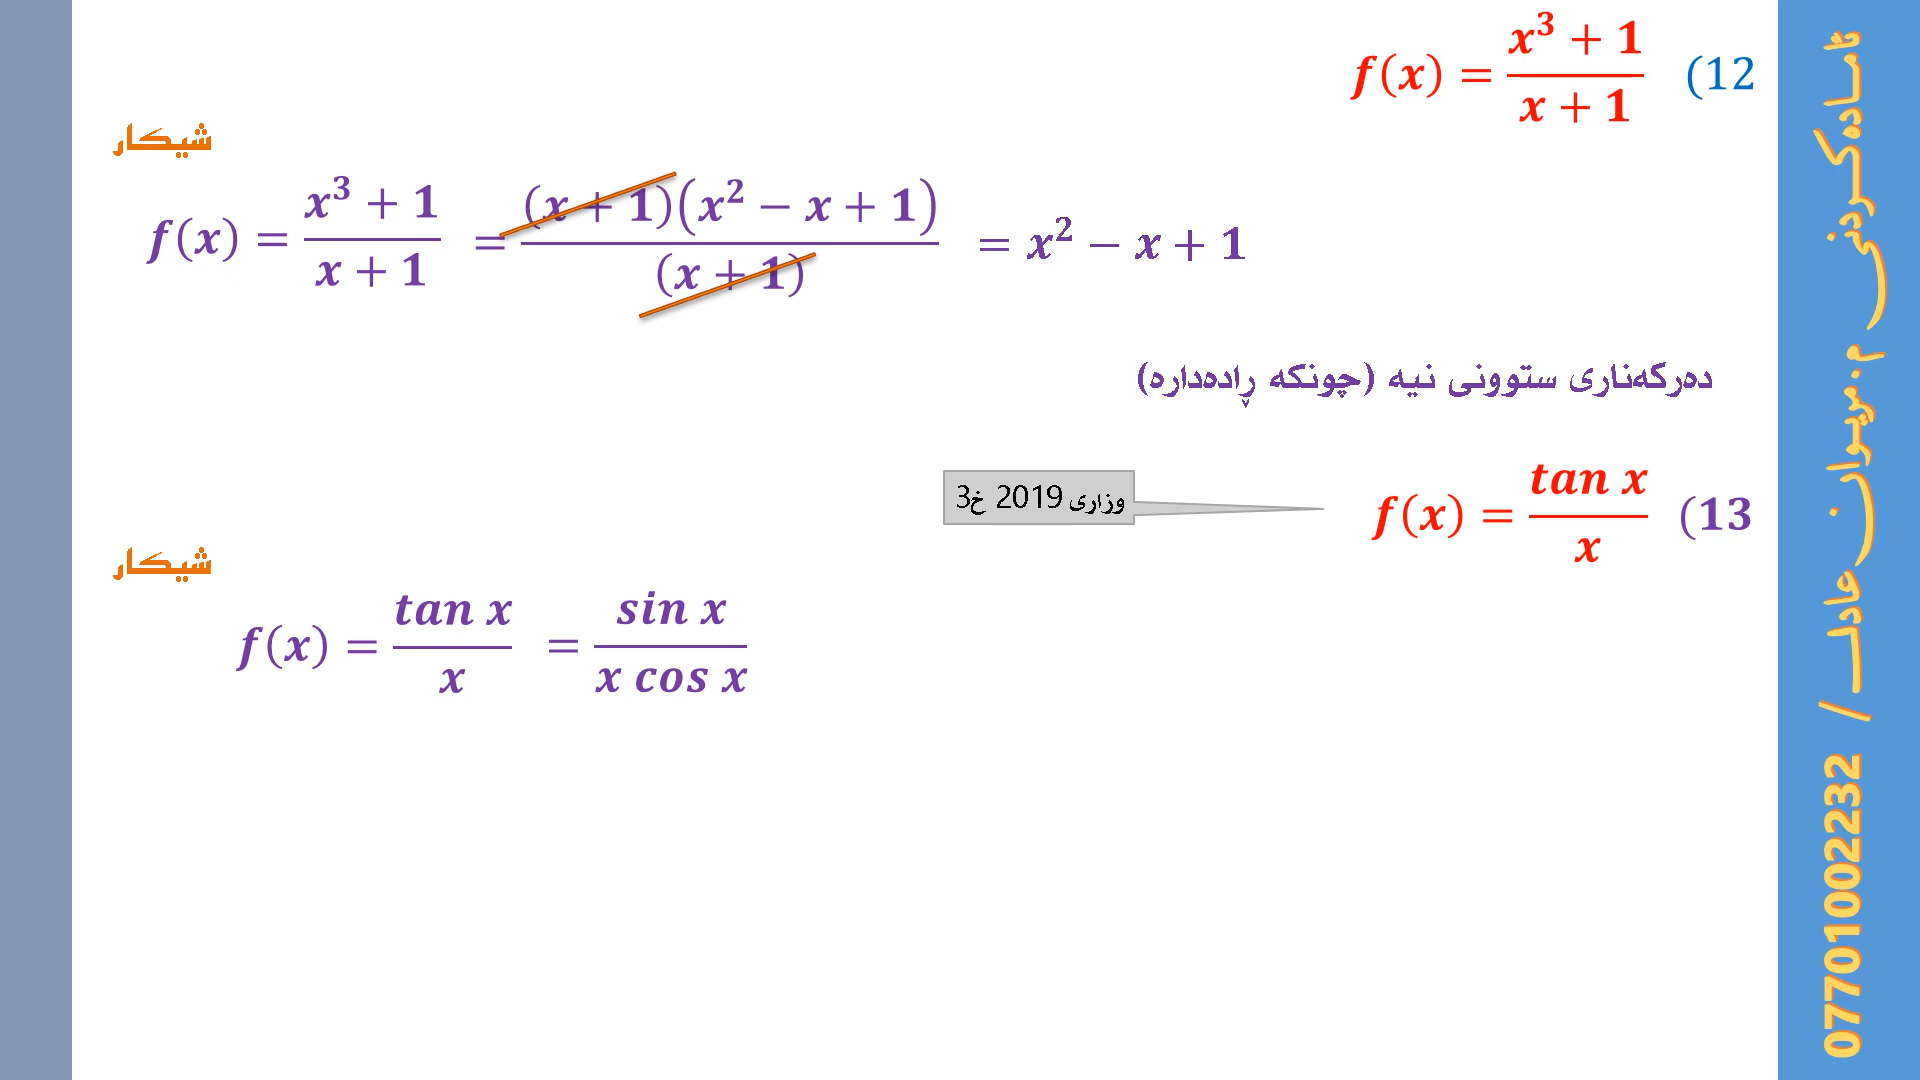 12) f(x) = (x³ + 1)/(x + 1)
شیکار
f(x) = (x³ + 1)/(x + 1) = (x + 1)(x² − x + 1)/(x + 1) = x² − x + 1
دەرکەناری ستوونی نیە (چونکە ڕادەدارە)
13) f(x) = tan x/x
وزاری 2019 خ3
شیکار
f(x) = tan x/x = sin x/x cos x
ئامادەکردنی م.مریوان عادل / 07701002232